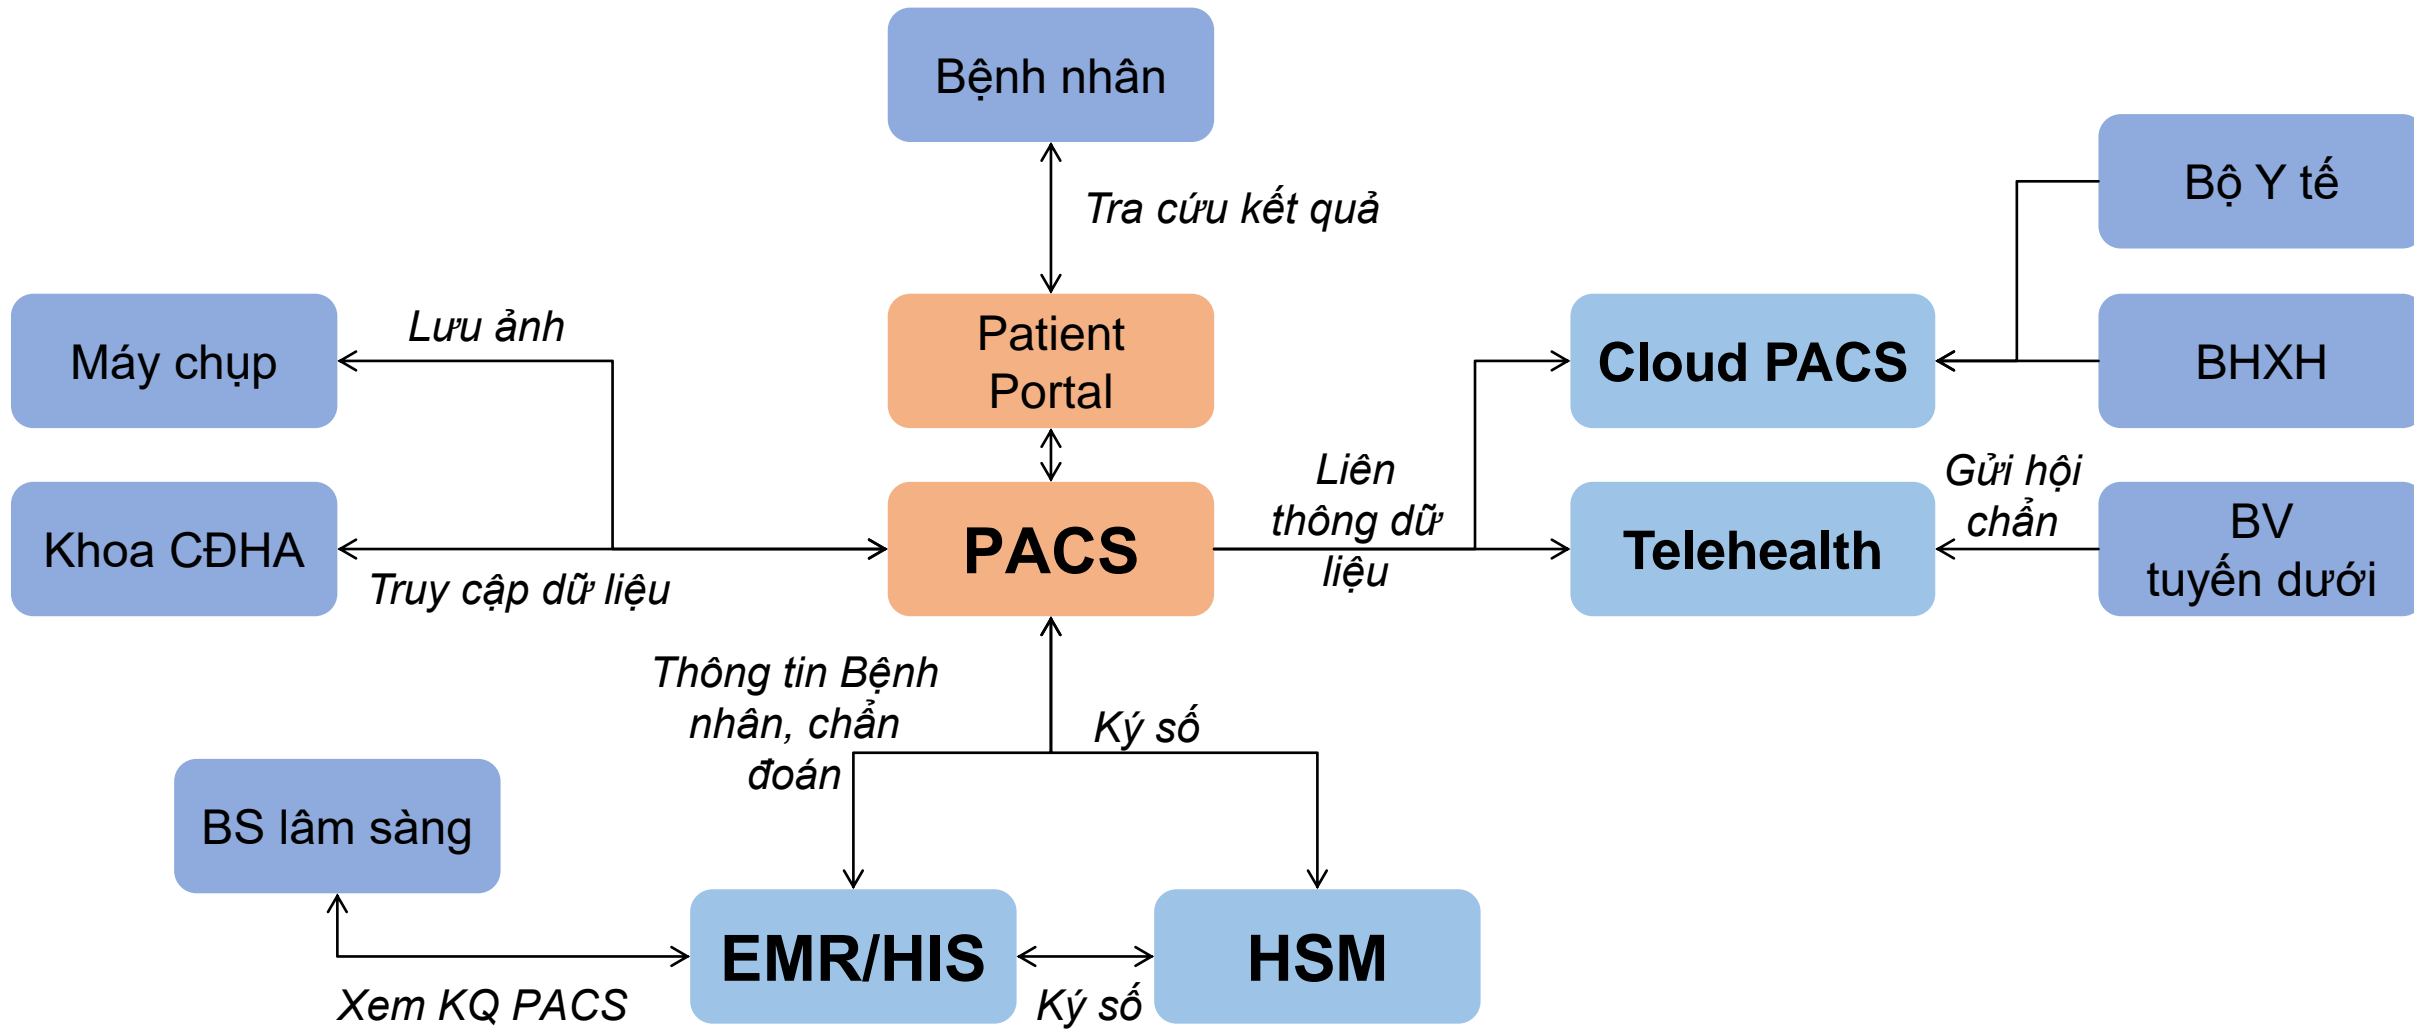 Bệnh nhân
Bộ Y tế
Tra cứu kết quả
Máy chụp
Lưu ảnh
Patient
Portal
Cloud PACS
BHXH
Khoa CĐHA
Truy cập dữ liệu
PACS
Liên
thông dữ
liệu
Telehealth
Gửi hội
chẩn
BV
tuyến dưới
Thông tin Bệnh
nhân, chẩn
đoán
Ký số
BS lâm sàng
Xem KQ PACS
EMR/HIS
Ký số
HSM